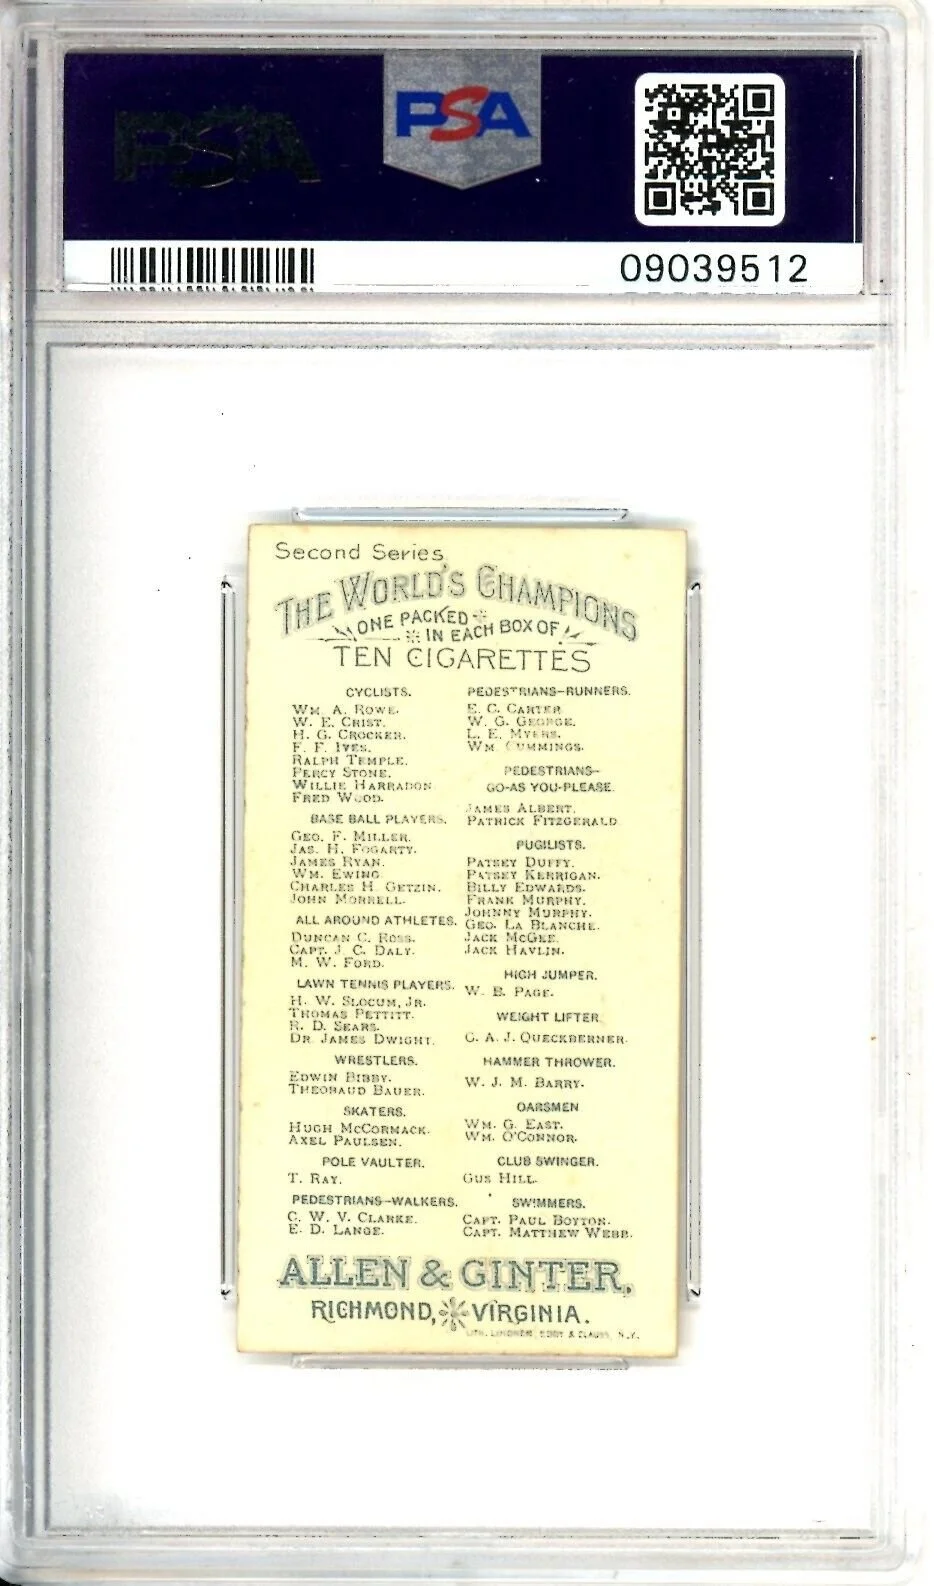 PSA
PSA
09039512
Second Series
THE WORLD'S CHAMPIONS
ONE PACKED
IN EACH BOX OF
TEN CIGARETTES
CYCLISTS.
WM. A. ROWE.
W. E. CRIST.
H. G. CROCKER.
F. F. IVES.
RALPH TEMPLE.
PERCY STONE.
WILLIE HARRADON
FRED WOOD.
BASE BALL PLAYERS.
GEO. F. MILLER.
JAS. H. FOGARTY.
JAMES RYAN.
WM. EWING
CHARLES H. GETZIN.
JOHN MORRELL.
ALL AROUND ATHLETES.
DUNCAN C. ROSS.
CAPT. J. C. DALY.
M. W. FORD.
LAWN TENNIS PLAYERS.
H. W. SLOCUM, JR.
THOMAS PETTITT.
R. D. SEARS.
DR JAMES DWIGHT.
WRESTLERS.
EDWIN BIBBY.
THEOBAUD BAUER.
SKATERS.
HUGH MCCORMACK.
AXEL PAULSEN.
POLE VAULTER.
T. RAY.
PEDESTRIANS-WALKERS.
C. W. V. CLARKE.
E. D. LANGE.
PEDESTRIANS-RUNNERS.
E. C. CARTER
W. G. GEORGE.
L. E. MYERS.
WM. CUMMINGS.
PEDESTRIANS-
GO-AS YOU-PLEASE.
JAMES ALBERT.
PATRICK FITZGERALD
PUGILISTS.
PATSEY DUFFY.
PATSEY KERRIGAN.
BILLY EDWARDS.
FRANK MURPHY.
JOHNNY MURPHY.
GEO. LA BLANCHE.
JACK MCGEE.
JACK HAVLIN.
HIGH JUMPER.
W. B. PAGE.
WEIGHT LIFTER
C. A. J. QUECKBERNER.
HAMMER THROWER.
W. J. M. BARRY.
OARSMEN
WM. G. EAST.
WM. O'CONNOR.
CLUB SWINGER.
GUS HILL.
SWIMMERS.
CAPT. PAUL BOYTON.
CAPT. MATTHEW WEBB.
ALLEN & GINTER,
RICHMOND, VIRGINIA.
LITH. LINDNER, EDDY & CLAUSS, N.Y.